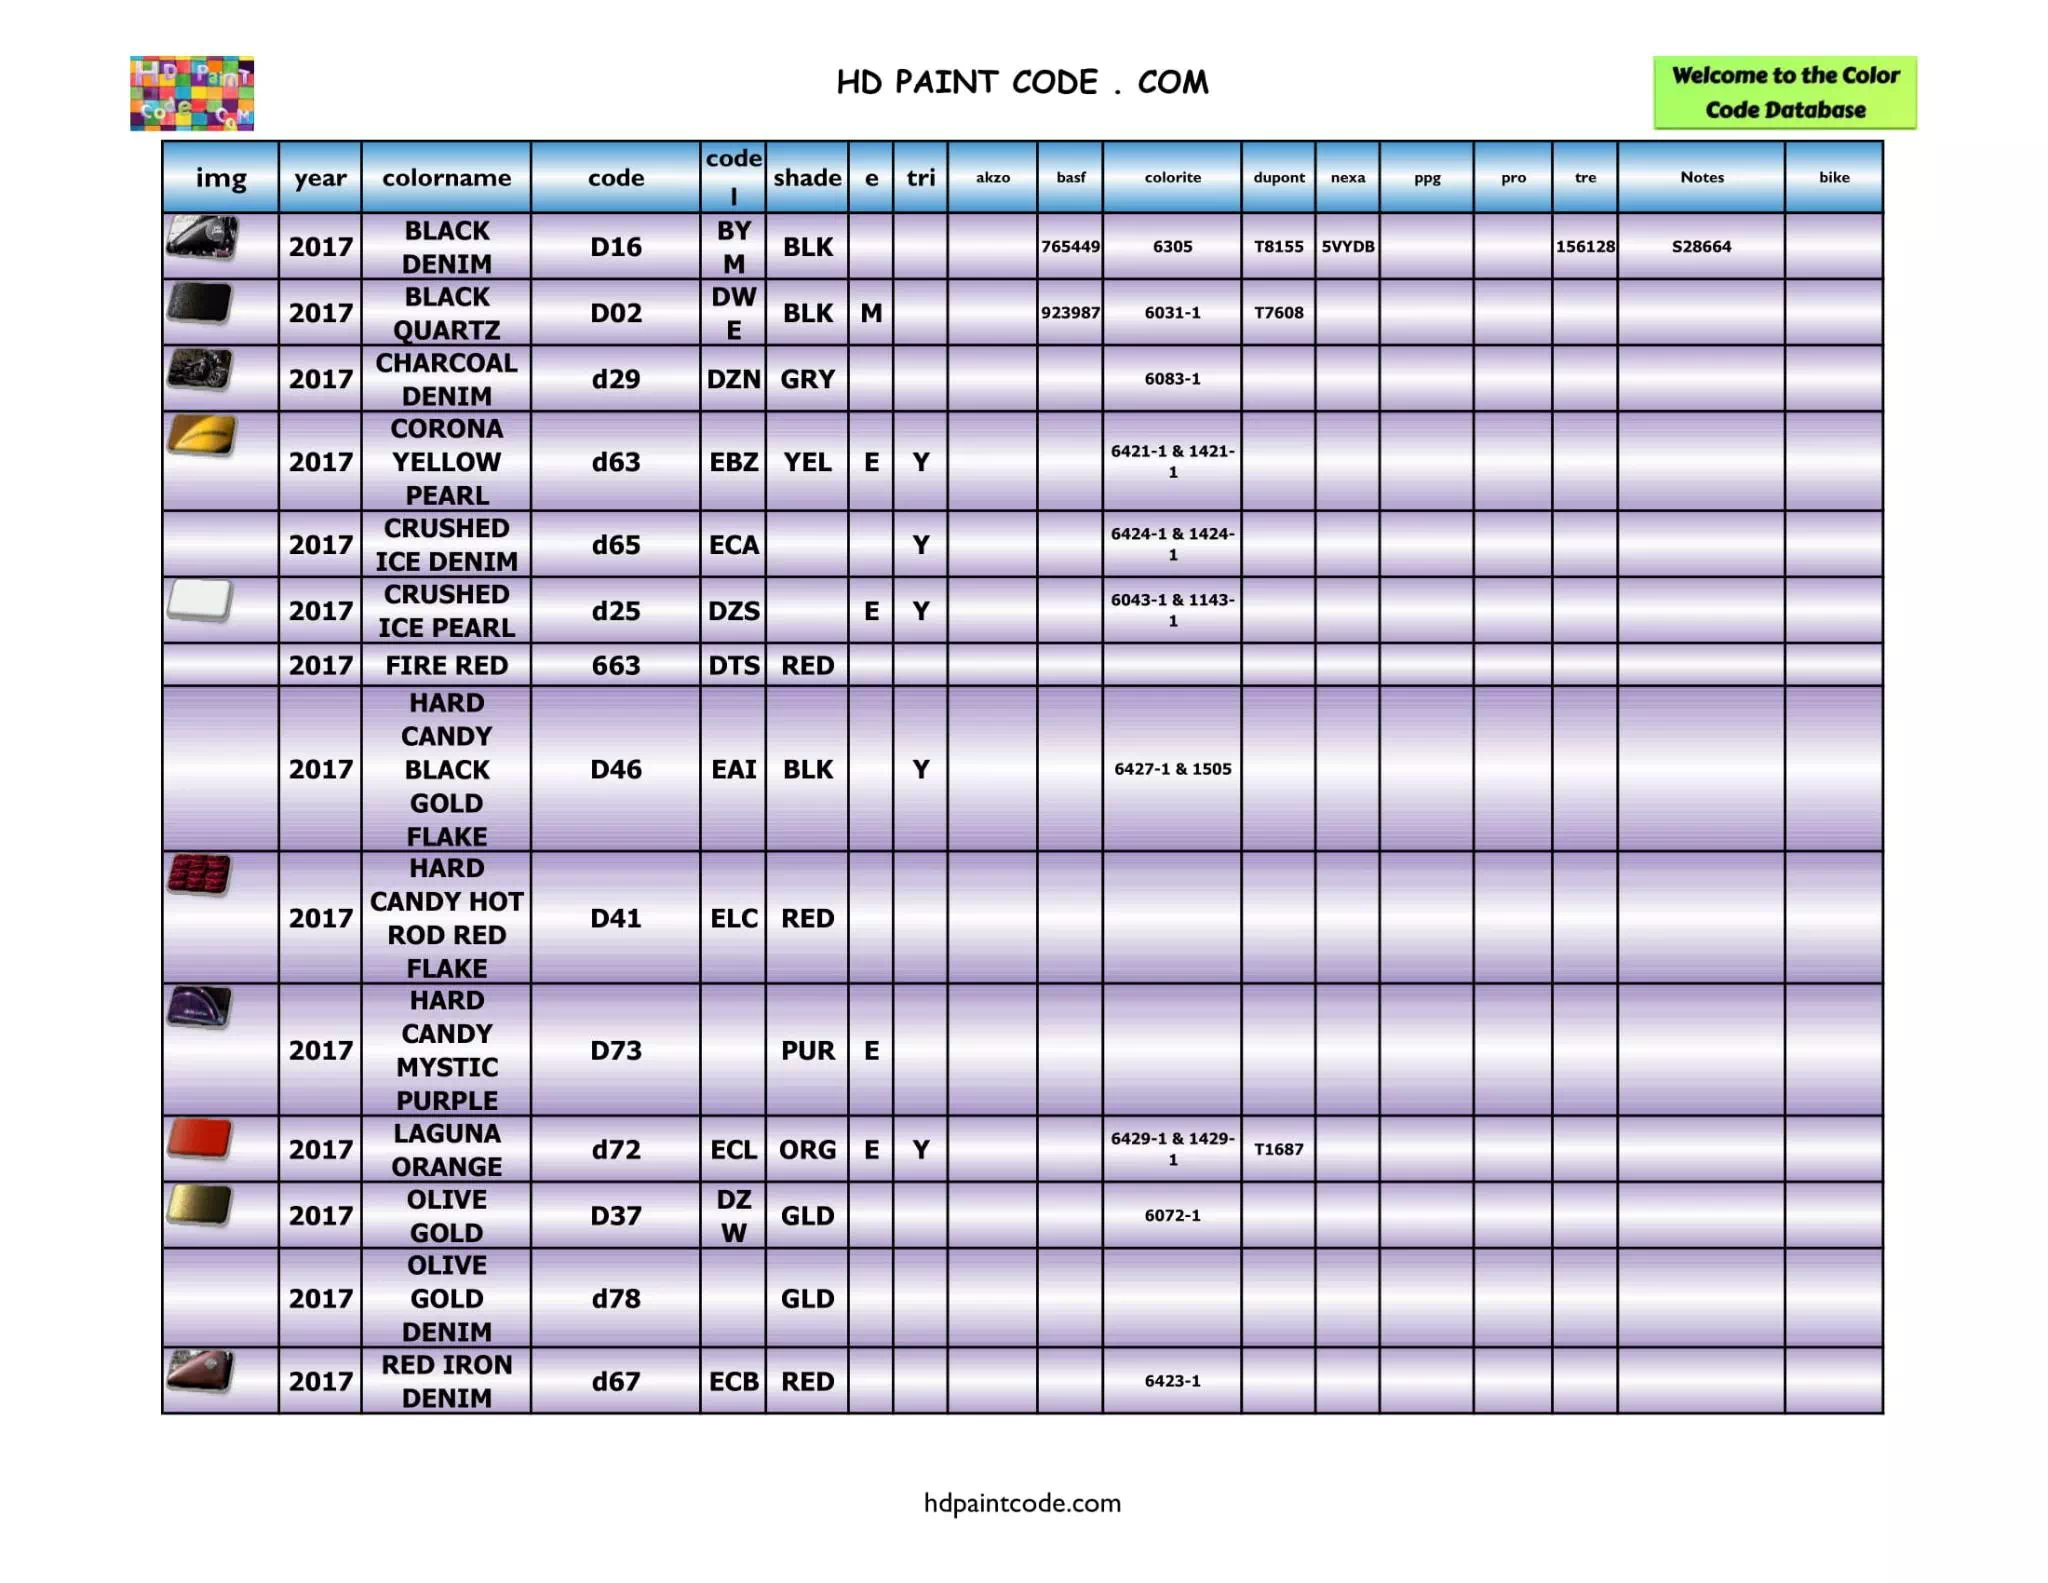 HD PainT
Code
CoM
HD PAINT CODE . COM
Welcome to the Color
Code Database
img year colorname code code l shade e tri akzo basf colorite dupont nexa ppg pro tre Notes bike
2017 BLACK DENIM D16 BYM BLK 765449 6305 T8155 5VYDB 156128 S28664
2017 BLACK QUARTZ D02 DWE BLK M 923987 6031-1 T7608
2017 CHARCOAL DENIM d29 DZN GRY 6083-1
2017 CORONA YELLOW PEARL d63 EBZ YEL E Y 6421-1 & 1421-1
2017 CRUSHED ICE DENIM d65 ECA Y 6424-1 & 1424-1
2017 CRUSHED ICE PEARL d25 DZS E Y 6043-1 & 1143-1
2017 FIRE RED 663 DTS RED
2017 HARD CANDY BLACK GOLD FLAKE D46 EAI BLK Y 6427-1 & 1505
2017 HARD CANDY HOT ROD RED FLAKE D41 ELC RED
2017 HARD CANDY MYSTIC PURPLE D73 PUR E
2017 LAGUNA ORANGE d72 ECL ORG E Y 6429-1 & 1429-1 T1687
2017 OLIVE GOLD D37 DZW GLD 6072-1
2017 OLIVE GOLD DENIM d78 GLD
2017 RED IRON DENIM d67 ECB RED 6423-1
hdpaintcode.com